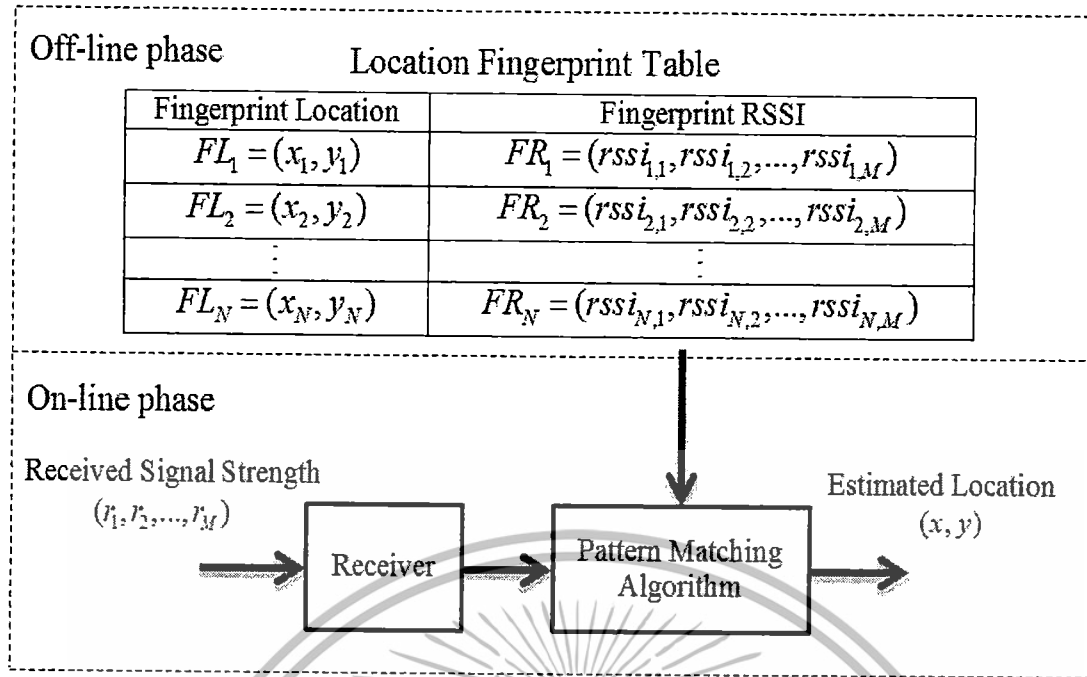 Off-line phase
Location Fingerprint Table
Fingerprint Location Fingerprint RSSI
FL₁ = (x₁, y₁) FR₁ = (rssi₁,₁, rssi₁,₂, ..., rssi₁,M)
FL₂ = (x₂, y₂) FR₂ = (rssi₂,₁, rssi₂,₂, ..., rssi₂,M)
⋮ ⋮
FL_N = (x_N, y_N) FR_N = (rssi_N,₁, rssi_N,₂, ..., rssi_N,M)
On-line phase
Received Signal Strength
(r₁, r₂, ..., r_M)
Receiver
Pattern Matching
Algorithm
Estimated Location
(x, y)